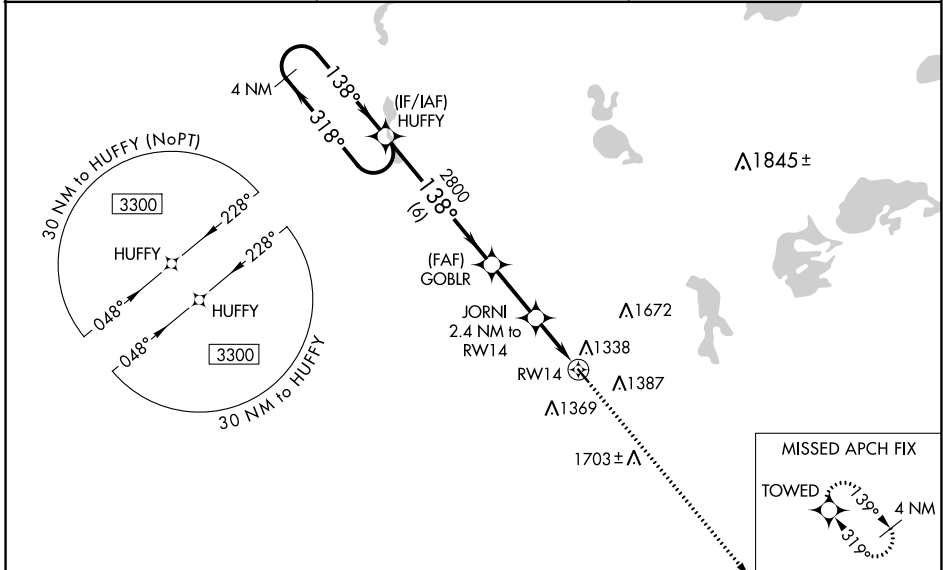 4 NM
138°
318°
(IF/IAF)
HUFFY
2800
138°
(6)
(FAF)
GOBLR
JORNI
2.4 NM to
RW14
RW14
1845±
1672
1338
1387
1369
1703±
30 NM to HUFFY (NoPT)
3300
228°
HUFFY
048°
228°
HUFFY
048°
3300
30 NM to HUFFY
MISSED APCH FIX
TOWED
139°
4 NM
319°